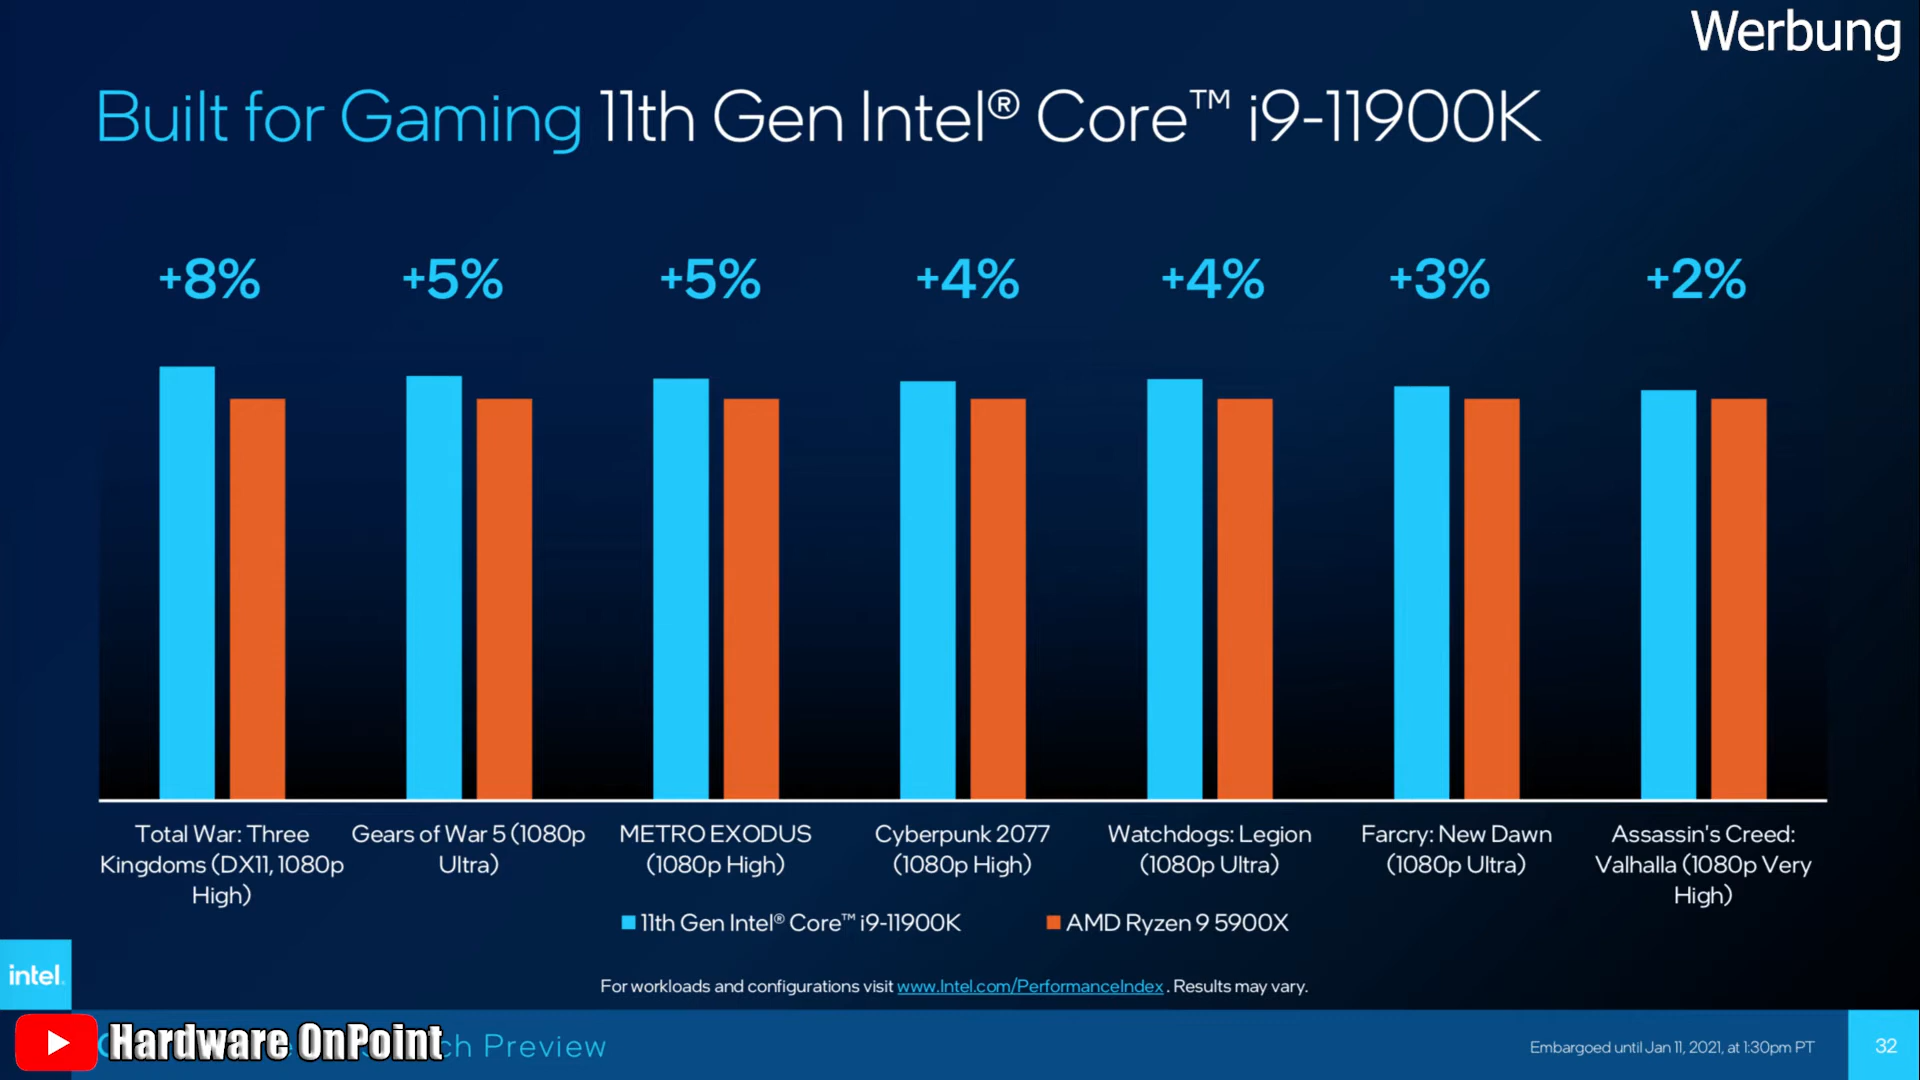 Werbung
Built for Gaming 11th Gen Intel® Core™ i9-11900K
+8% +5% +5% +4% +4% +3% +2%
Total War: Three
Kingdoms (DX11, 1080p
High)
Gears of War 5 (1080p
Ultra)
METRO EXODUS
(1080p High)
Cyberpunk 2077
(1080p High)
Watchdogs: Legion
(1080p Ultra)
Farcry: New Dawn
(1080p Ultra)
Assassin's Creed:
Valhalla (1080p Very
High)
11th Gen Intel® Core™ i9-11900K
AMD Ryzen 9 5900X
intel.
For workloads and configurations visit www.Intel.com/PerformanceIndex. Results may vary.
Hardware OnPoint
Preview
Embargoed until Jan 11, 2021, at 1:30pm PT
32